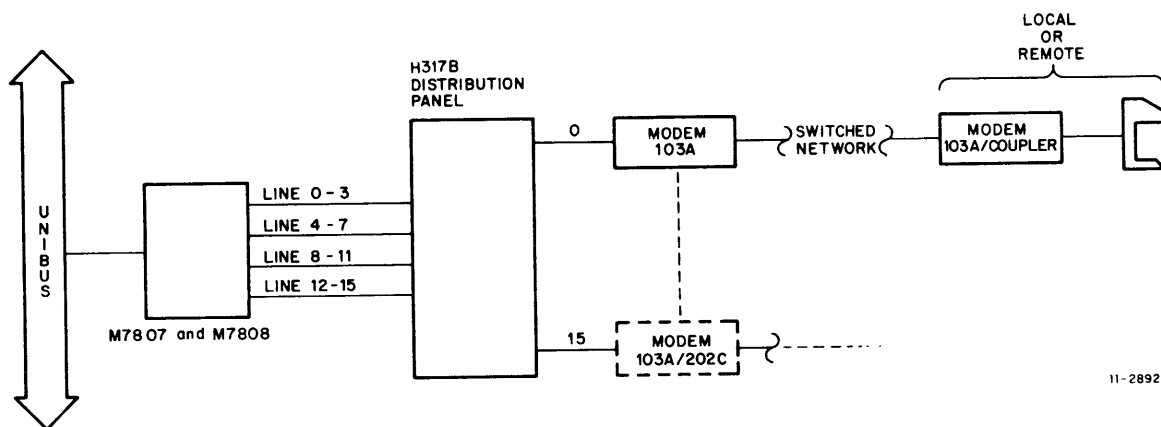 LOCAL
OR
REMOTE
H317B
DISTRIBUTION
PANEL
UNIBUS
M7807 and M7808
LINE 0-3
LINE 4-7
LINE 8-11
LINE 12-15
0
MODEM
103A
SWITCHED
NETWORK
MODEM
103A/COUPLER
15
MODEM
103A/202C
11-2892